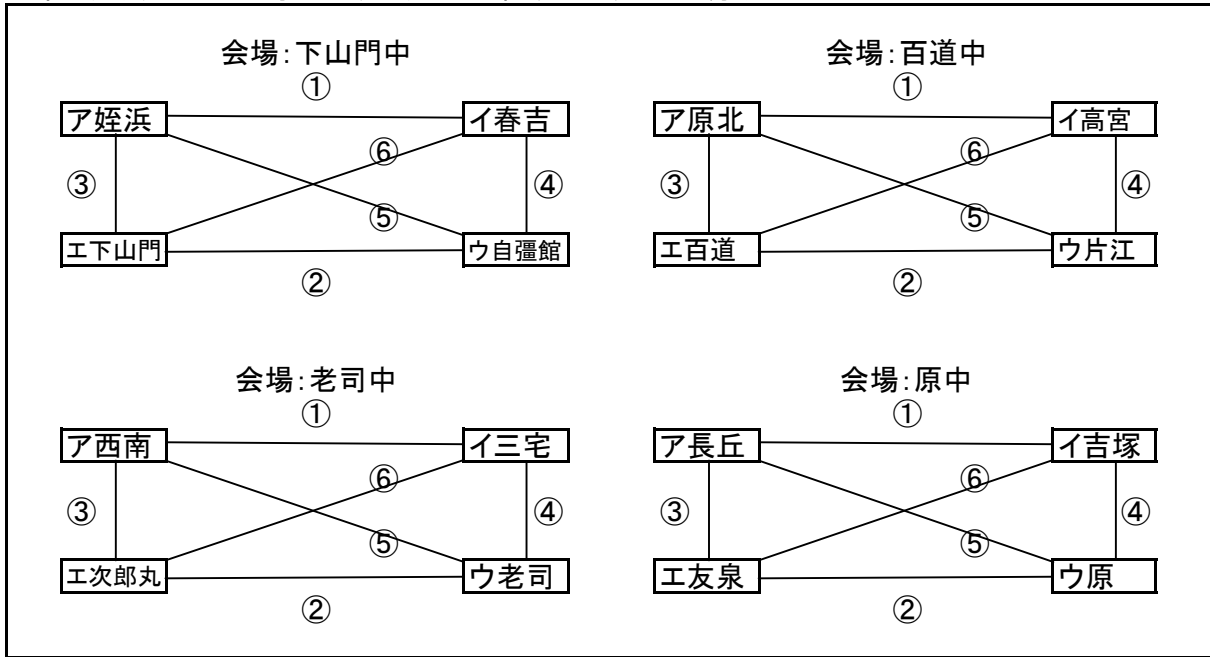 会場:下山門中
①
ア姪浜
イ春吉
⑥
③
④
⑤
エ下山門
ウ自彊館
②
会場:百道中
①
ア原北
イ高宮
⑥
③
④
⑤
エ百道
ウ片江
②
会場:老司中
①
ア西南
イ三宅
⑥
③
④
⑤
エ次郎丸
ウ老司
②
会場:原中
①
ア長丘
イ吉塚
⑥
③
④
⑤
エ友泉
ウ原
②